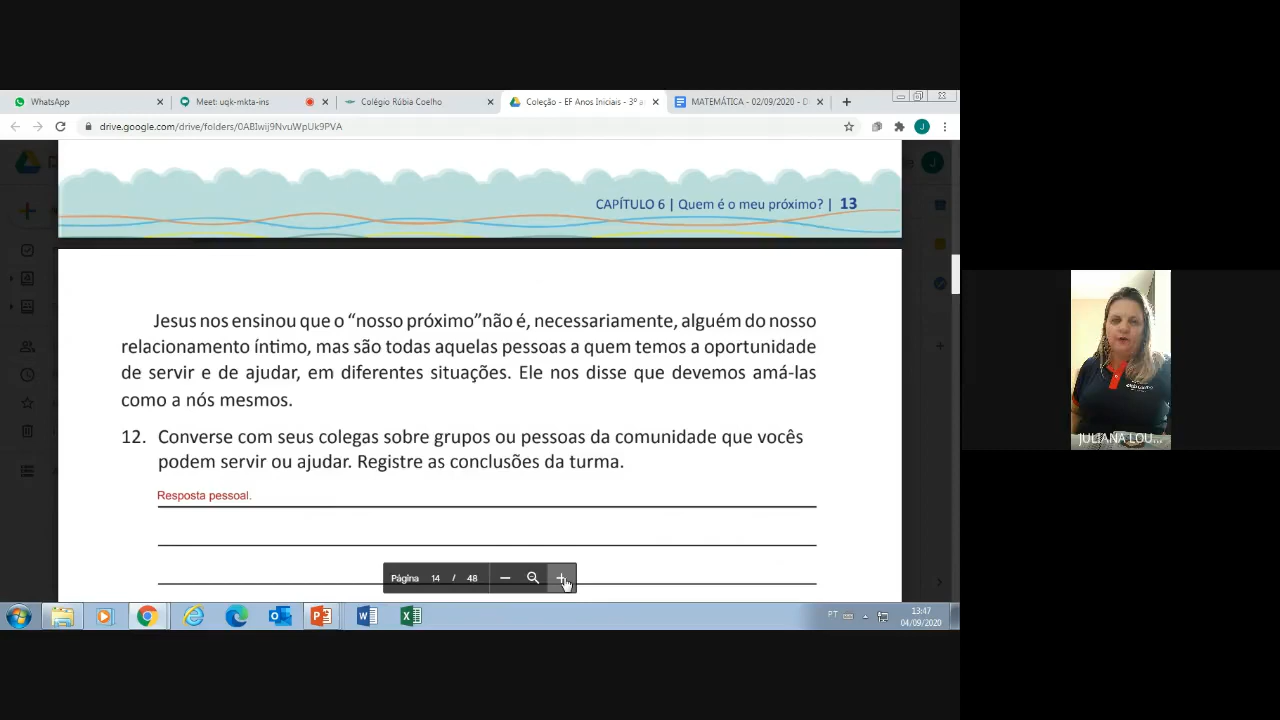 WhatsApp
Meet: uqk-mkta-ins
Colégio Rúbia Coelho
Coleção - EF Anos Iniciais - 3º a
MATEMÁTICA - 02/09/2020 - D
drive.google.com/drive/folders/0ABIwij9NvuWpUk9PVA
J
J
CAPÍTULO 6 | Quem é o meu próximo? | 13
Jesus nos ensinou que o “nosso próximo”não é, necessariamente, alguém do nosso
relacionamento íntimo, mas são todas aquelas pessoas a quem temos a oportunidade
de servir e de ajudar, em diferentes situações. Ele nos disse que devemos amá-las
como a nós mesmos.
12. Converse com seus colegas sobre grupos ou pessoas da comunidade que vocês
podem servir ou ajudar. Registre as conclusões da turma.
Resposta pessoal.
Página 14 / 48
JULIANA LOU...
PT
13:47
04/09/2020